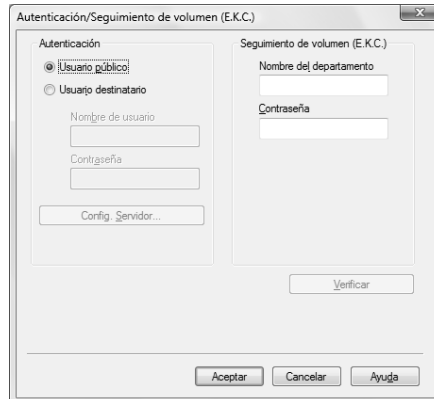 Autenticación/Seguimiento de volumen (E.K.C.)
Autenticación
Usuario público
Usuario destinatario
Nombre de usuario
Contraseña
Config. Servidor...
Seguimiento de volumen (E.K.C.)
Nombre del departamento
Contraseña
Verificar
Aceptar
Cancelar
Ayuda